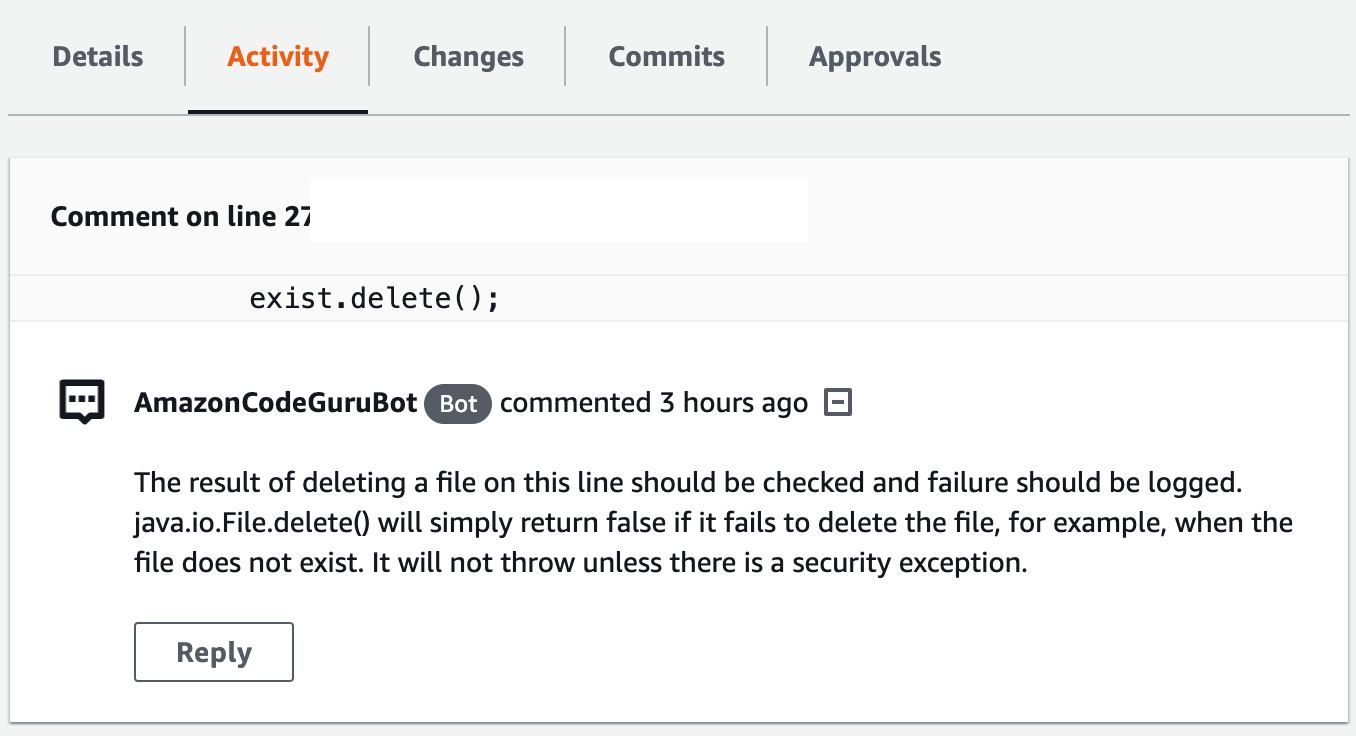 Details Activity Changes Commits Approvals
Comment on line 27
exist.delete();
AmazonCodeGuruBot Bot commented 3 hours ago
The result of deleting a file on this line should be checked and failure should be logged.
java.io.File.delete() will simply return false if it fails to delete the file, for example, when the
file does not exist. It will not throw unless there is a security exception.
Reply